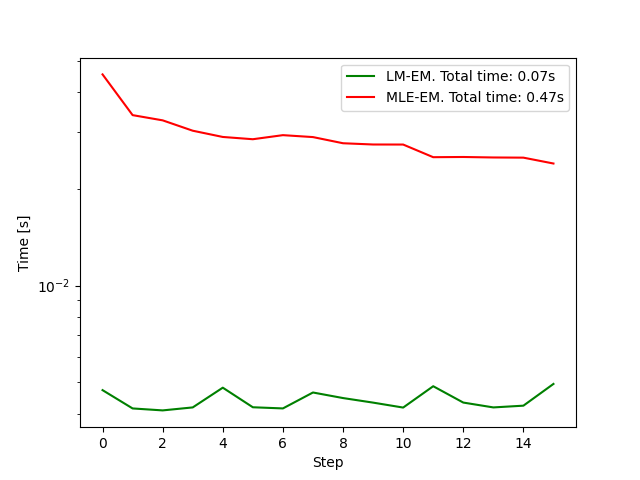 LM-EM. Total time: 0.07s
MLE-EM. Total time: 0.47s
Time [s]
10⁻²
0 2 4 6 8 10 12 14
Step